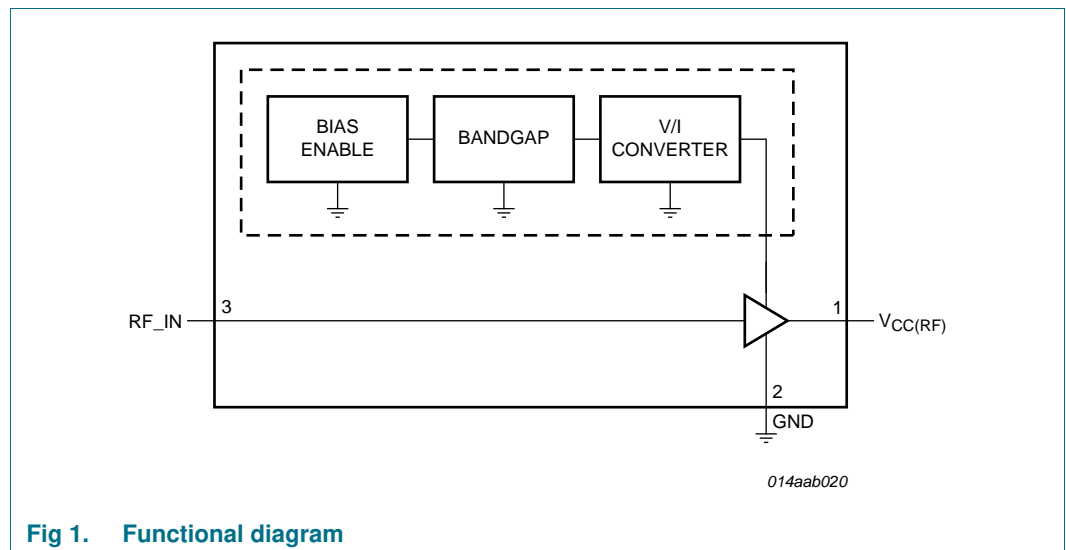 BIAS
ENABLE
BANDGAP
V/I
CONVERTER
RF_IN
3
1
VCC(RF)
2
GND
014aab020
Fig 1. Functional diagram